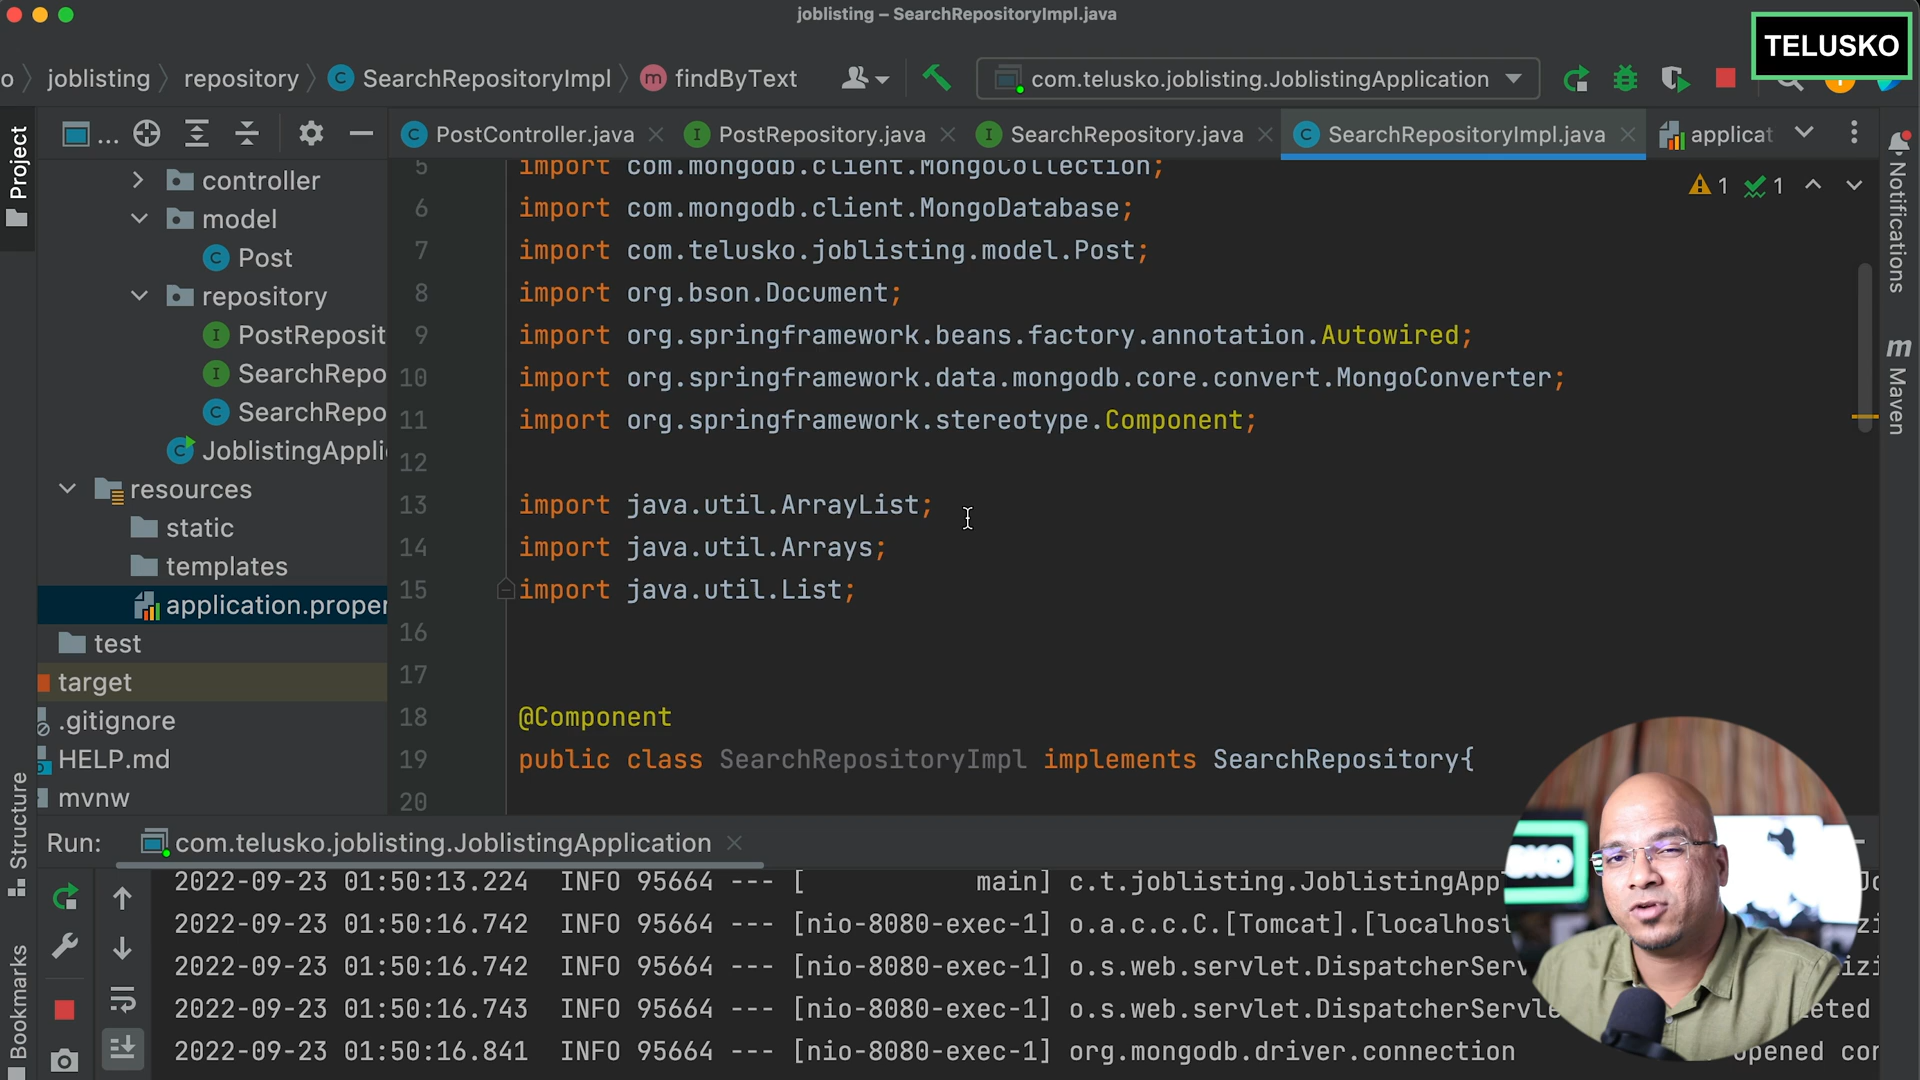 joblisting – SearchRepositoryImpl.java
TELUSKO
o joblisting repository SearchRepositoryImpl findByText com.telusko.joblisting.JoblistingApplication
Project
... PostController.java PostRepository.java SearchRepository.java SearchRepositoryImpl.java applicat
controller
model
Post
repository
PostReposit
SearchRepo
SearchRepo
JoblistingAppli
resources
static
templates
application.proper
test
target
.gitignore
HELP.md
mvnw
1 1
5 import com.mongodb.client.MongoCollection;
6 import com.mongodb.client.MongoDatabase;
7 import com.telusko.joblisting.model.Post;
8 import org.bson.Document;
9 import org.springframework.beans.factory.annotation.Autowired;
10 import org.springframework.data.mongodb.core.convert.MongoConverter;
11 import org.springframework.stereotype.Component;
12
13 import java.util.ArrayList;
14 import java.util.Arrays;
15 import java.util.List;
16
17
18 @Component
19 public class SearchRepositoryImpl implements SearchRepository{
20
Notifications
Maven
Structure
Bookmarks
Run: com.telusko.joblisting.JoblistingApplication
2022-09-23 01:50:13.224 INFO 95664 --- [ main] c.t.joblisting.JoblistingApp
2022-09-23 01:50:16.742 INFO 95664 --- [nio-8080-exec-1] o.a.c.c.C.[Tomcat].[localhost
2022-09-23 01:50:16.742 INFO 95664 --- [nio-8080-exec-1] o.s.web.servlet.DispatcherServ
2022-09-23 01:50:16.743 INFO 95664 --- [nio-8080-exec-1] o.s.web.servlet.DispatcherServle
2022-09-23 01:50:16.841 INFO 95664 --- [nio-8080-exec-1] org.mongodb.driver.connection opened con